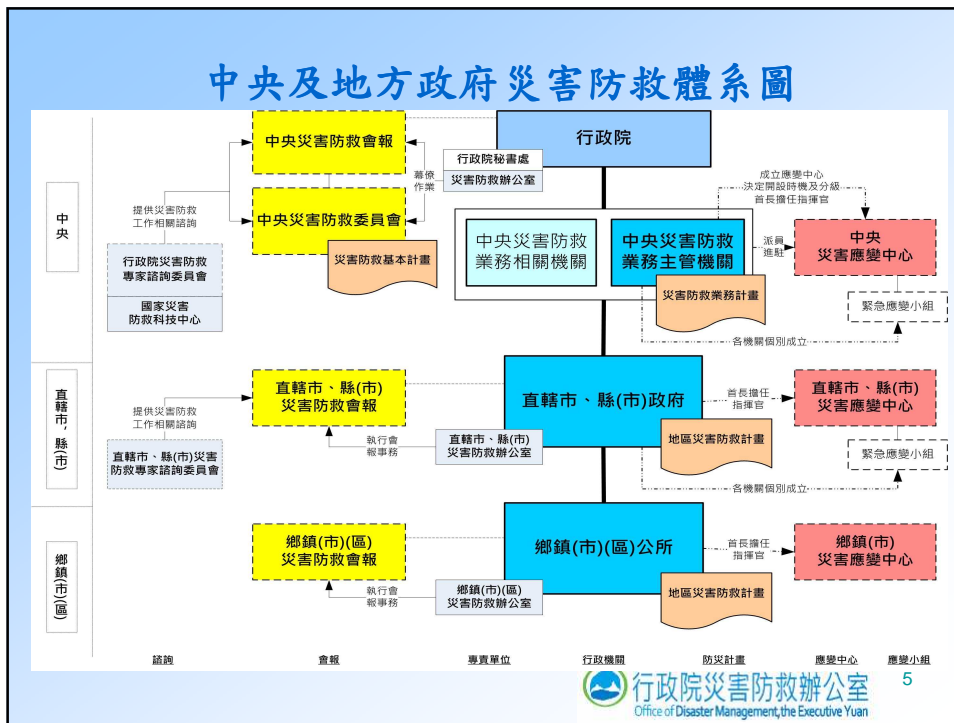 中央及地方政府災害防救體系圖
中央
中央災害防救會報
行政院
行政院秘書處
災害防救辦公室
幕僚
作業
中央災害防救委員會
災害防救基本計畫
提供災害防救
工作相關諮詢
行政院災害防救
專家諮詢委員會
國家災害
防救科技中心
中央災害防救
業務相關機關
中央災害防救
業務主管機關
災害防救業務計畫
成立應變中心
決定開設時機及分級
首長擔任指揮官
派員
進駐
中央
災害應變中心
緊急應變小組
各機關個別成立
直轄市、縣(市)
提供災害防救
工作相關諮詢
直轄市、縣(市)災害
防救專家諮詢委員會
直轄市、縣(市)
災害防救會報
執行會
報事務
直轄市、縣(市)
災害防救辦公室
直轄市、縣(市)政府
地區災害防救計畫
首長擔任
指揮官
直轄市、縣(市)
災害應變中心
緊急應變小組
各機關個別成立
鄉鎮(市)(區)
鄉鎮(市)(區)
災害防救會報
執行會
報事務
鄉鎮(市)(區)
災害防救辦公室
鄉鎮(市)(區)公所
地區災害防救計畫
首長擔任
指揮官
鄉鎮(市)
災害應變中心
諮詢
會報
專責單位
行政機關
防災計畫
應變中心
應變小組
行政院災害防救辦公室
Office of Disaster Management,the Executive Yuan
5